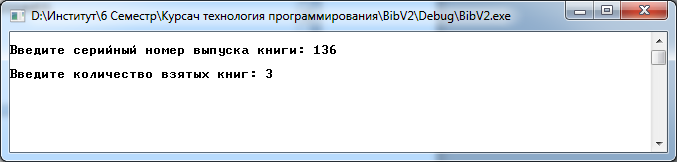 D:\Институт\6 Семестр\Курсач технология программирования\BibV2\Debug\BibV2.exe
Введите серийный номер выпуска книги: 136
Введите количество взятых книг: 3